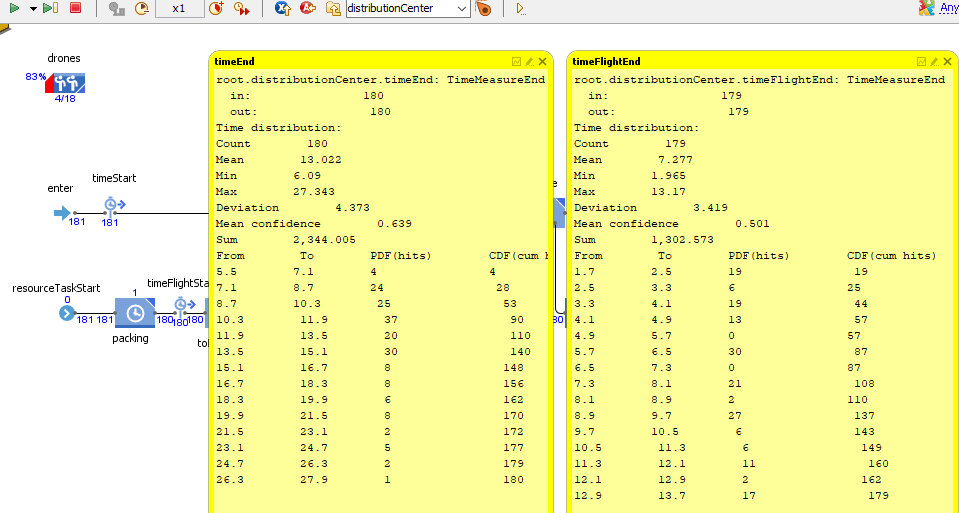 x1 distributionCenter Any
drones
83%
4/18
enter
timeStart
181 181
resourceTaskStart
0
timeFlightSta
1
181 181 180 180 180
packing
tol
timeEnd
root.distributionCenter.timeEnd: TimeMeasureEnd
in: 180
out: 180
Time distribution:
Count 180
Mean 13.022
Min 6.09
Max 27.343
Deviation 4.373
Mean confidence 0.639
Sum 2,344.005
From To PDF(hits) CDF(cum h
5.5 7.1 4 4
7.1 8.7 24 28
8.7 10.3 25 53
10.3 11.9 37 90
11.9 13.5 20 110
13.5 15.1 30 140
15.1 16.7 8 148
16.7 18.3 8 156
18.3 19.9 6 162
19.9 21.5 8 170
21.5 23.1 2 172
23.1 24.7 5 177
24.7 26.3 2 179
26.3 27.9 1 180
e
80
timeFlightEnd
root.distributionCenter.timeFlightEnd: TimeMeasureEnd
in: 179
out: 179
Time distribution:
Count 179
Mean 7.277
Min 1.965
Max 13.17
Deviation 3.419
Mean confidence 0.501
Sum 1,302.573
From To PDF(hits) CDF(cum hits)
1.7 2.5 19 19
2.5 3.3 6 25
3.3 4.1 19 44
4.1 4.9 13 57
4.9 5.7 0 57
5.7 6.5 30 87
6.5 7.3 0 87
7.3 8.1 21 108
8.1 8.9 2 110
8.9 9.7 27 137
9.7 10.5 6 143
10.5 11.3 6 149
11.3 12.1 11 160
12.1 12.9 2 162
12.9 13.7 17 179